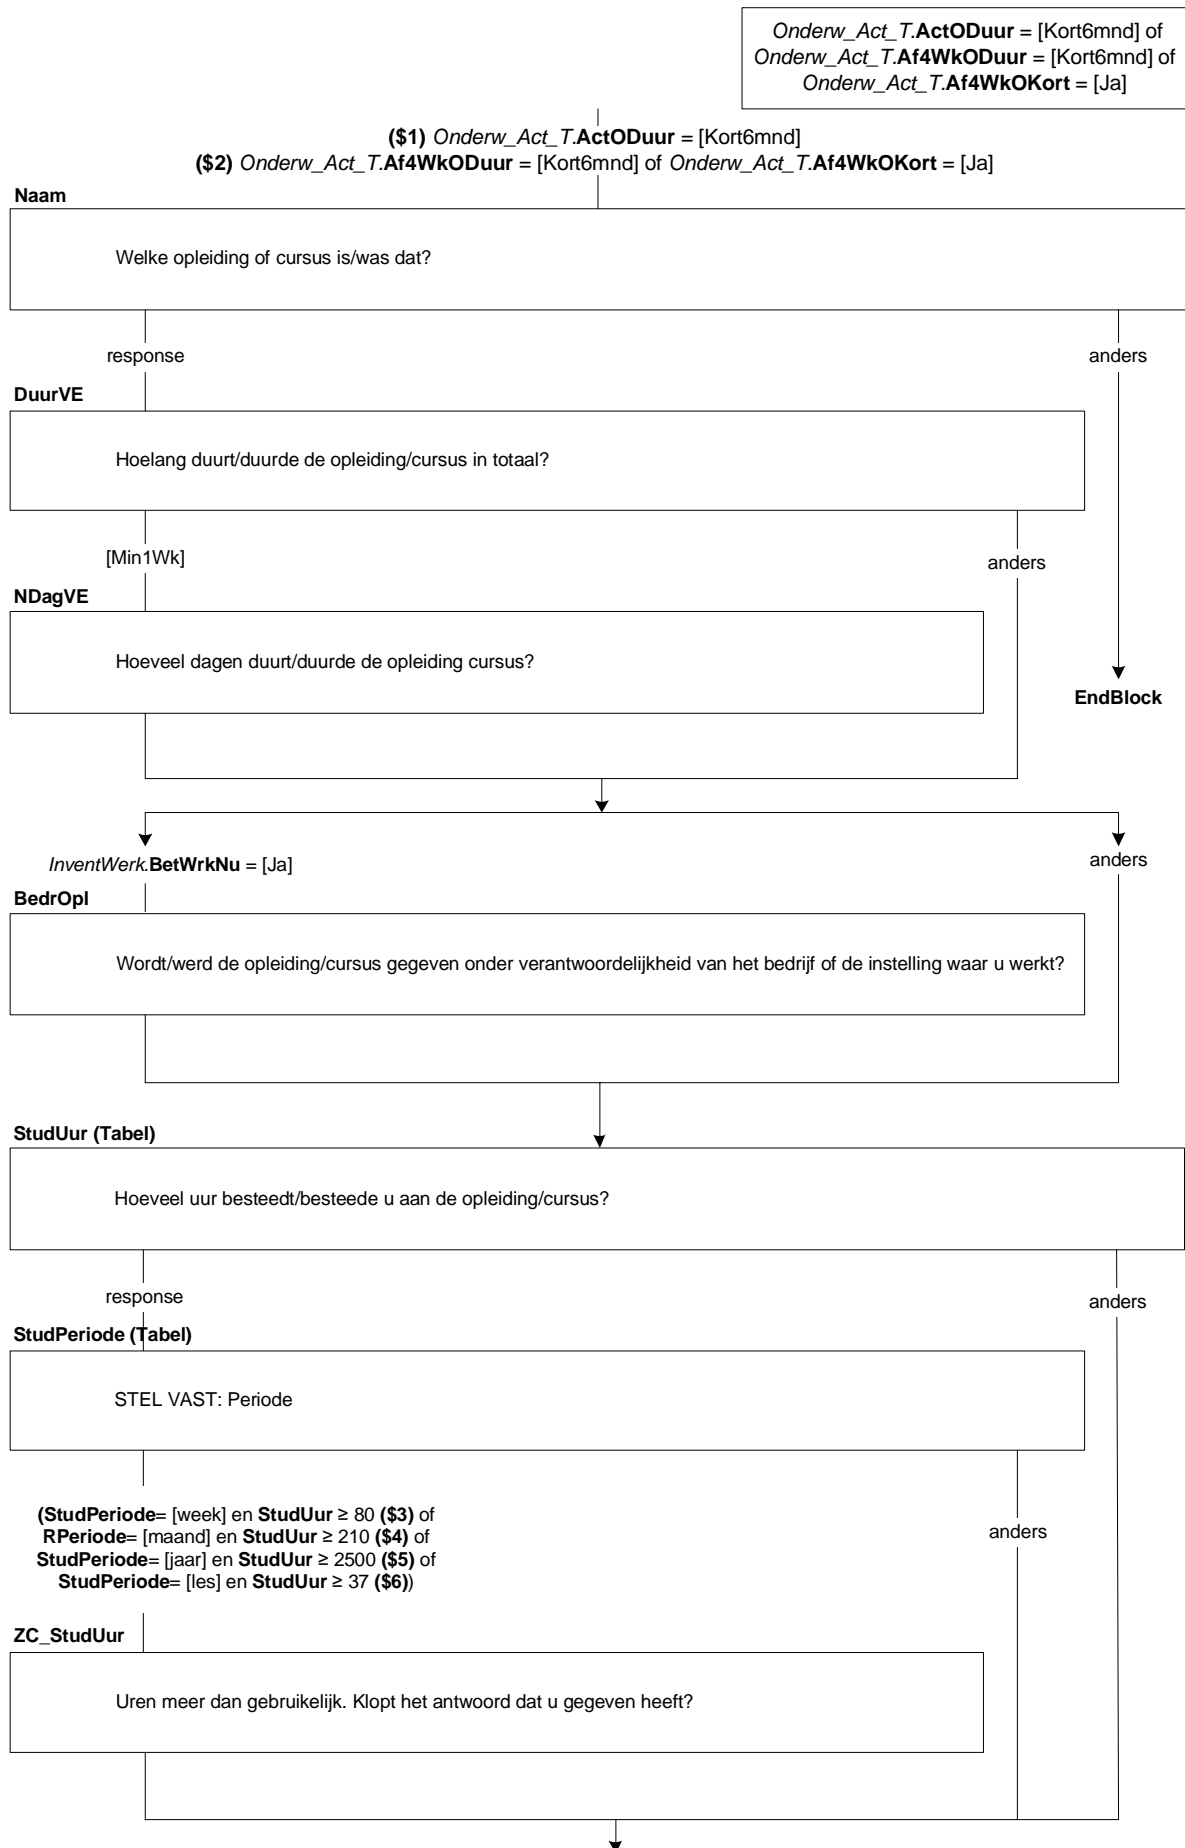 Onderw_Act_T.ActODuur = [Kort6mnd] of
Onderw_Act_T.Af4WkODuur = [Kort6mnd] of
Onderw_Act_T.Af4WkOKort = [Ja]
($1) Onderw_Act_T.ActODuur = [Kort6mnd]
($2) Onderw_Act_T.Af4WkODuur = [Kort6mnd] of Onderw_Act_T.Af4WkOKort = [Ja]
Naam
Welke opleiding of cursus is/was dat?
response
anders
DuurVE
Hoelang duurt/duurde de opleiding/cursus in totaal?
[Min1Wk]
anders
NDagVE
Hoeveel dagen duurt/duurde de opleiding cursus?
EndBlock
InventWerk.BetWrkNu = [Ja]
anders
BedrOpl
Wordt/werd de opleiding/cursus gegeven onder verantwoordelijkheid van het bedrijf of de instelling waar u werkt?
StudUur (Tabel)
Hoeveel uur besteedt/besteede u aan de opleiding/cursus?
response
anders
StudPeriode (Tabel)
STEL VAST: Periode
(StudPeriode= [week] en StudUur ≥ 80 ($3) of
RPeriode= [maand] en StudUur ≥ 210 ($4) of
StudPeriode= [jaar] en StudUur ≥ 2500 ($5) of
StudPeriode= [les] en StudUur ≥ 37 ($6))
anders
ZC_StudUur
Uren meer dan gebruikelijk. Klopt het antwoord dat u gegeven heeft?